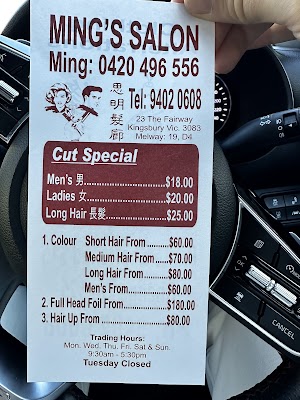 MING'S SALON
Ming: 0420 496 556
思明髮廊
Tel: 9402 0608
23 The Fairway
Kingsbury Vic. 3083
Melway: 19, D4
Cut Special
Men's 男..................$18.00
Ladies 女..................$20.00
Long Hair 長髮..............$25.00
1. Colour Short Hair From..........$60.00
Medium Hair From.....$70.00
Long Hair From..........$80.00
Men's From...............$60.00
2. Full Head Foil From...............$180.00
3. Hair Up From.......................$80.00
Trading Hours:
Mon. Wed. Thu. Fri. Sat & Sun.
9:30am - 5:30pm
Tuesday Closed